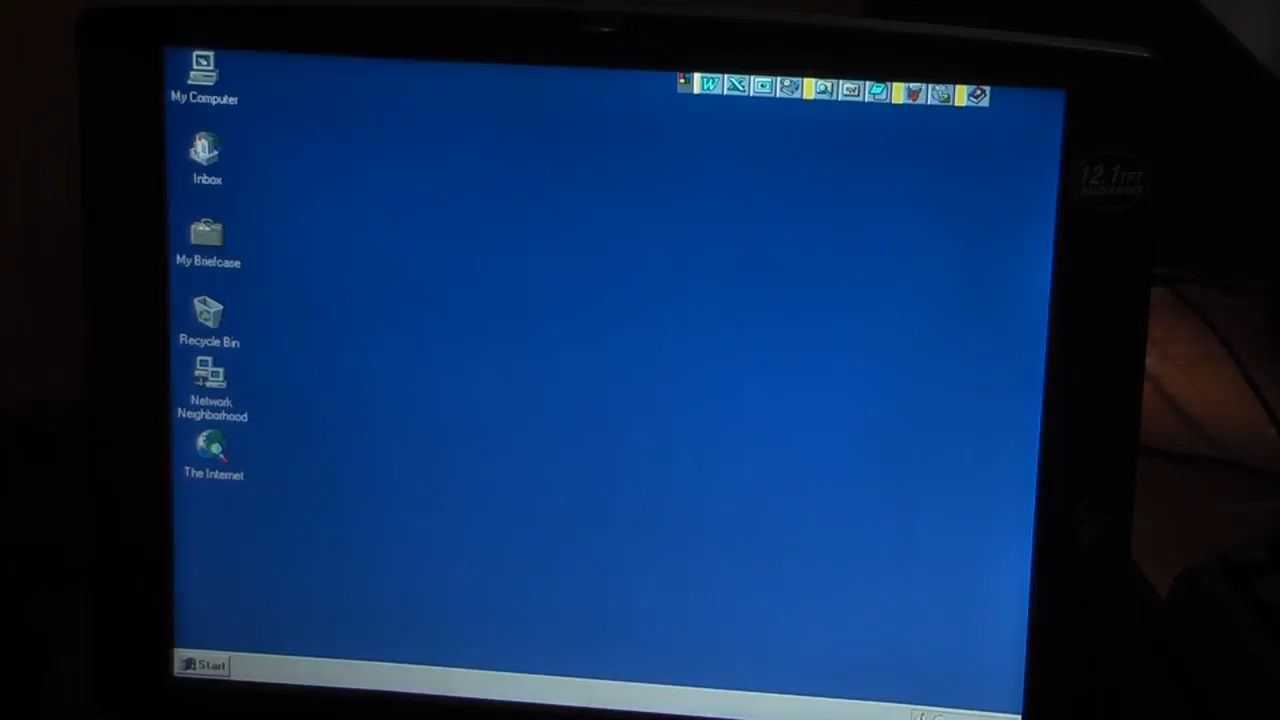 My Computer
Inbox
My Briefcase
Recycle Bin
Network
Neighborhood
The Internet
Start
W
12.1 TFT